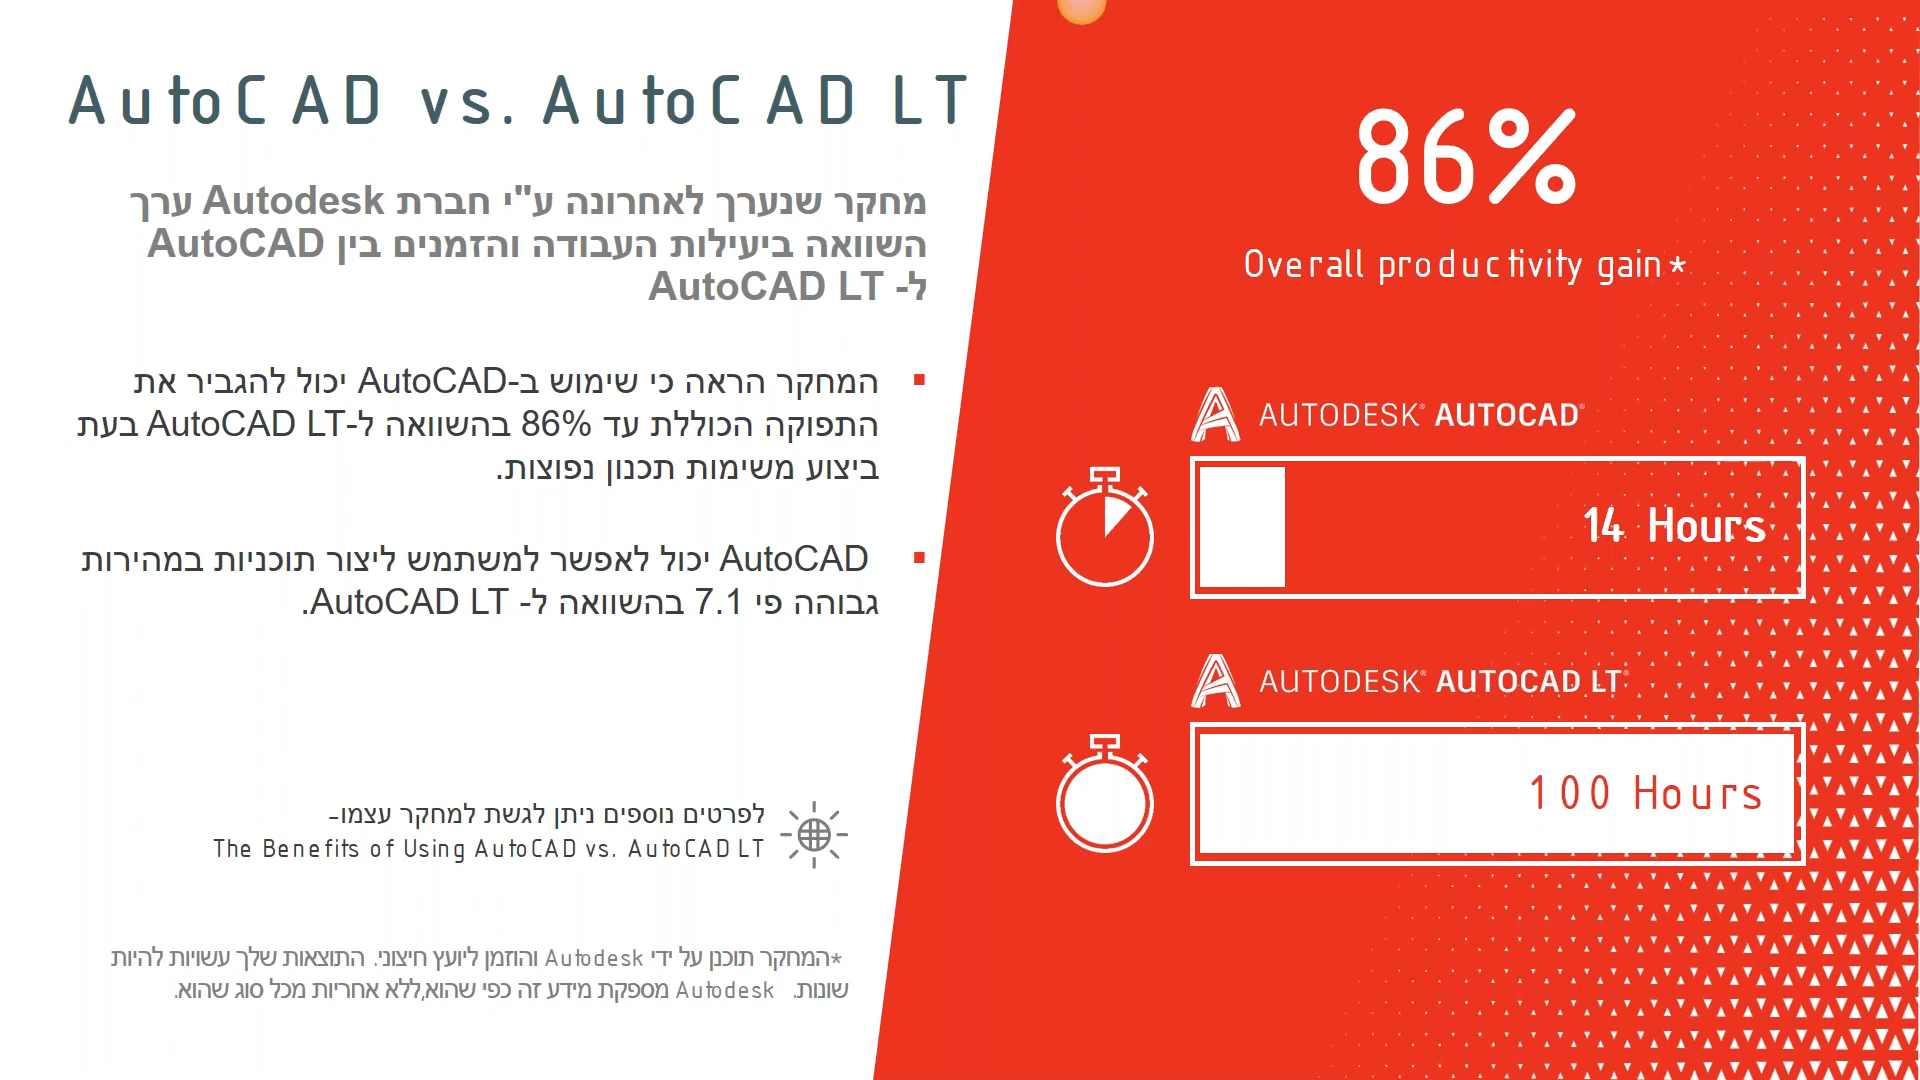 AutoCAD vs. AutoCAD LT
מחקר שנערך לאחרונה ע"י חברת Autodesk ערך
השוואה ביעילות העבודה והזמנים בין AutoCAD
ל- AutoCAD LT
▪ המחקר הראה כי שימוש ב-AutoCAD יכול להגביר את
התפוקה הכוללת עד 86% בהשוואה ל-AutoCAD LT בעת
ביצוע משימות תכנון נפוצות.
▪ AutoCAD יכול לאפשר למשתמש ליצור תוכניות במהירות
גבוהה פי 7.1 בהשוואה ל- AutoCAD LT.
לפרטים נוספים ניתן לגשת למחקר עצמו-
The Benefits of Using AutoCAD vs. AutoCAD LT
*המחקר תוכנן על ידי Autodesk והוזמן ליועץ חיצוני. התוצאות שלך עשויות להיות
שונות. Autodesk מספקת מידע זה כפי שהוא,ללא אחריות מכל סוג שהוא.
86%
Overall productivity gain*
AUTODESK® AUTOCAD®
14 Hours
AUTODESK® AUTOCAD LT®
100 Hours